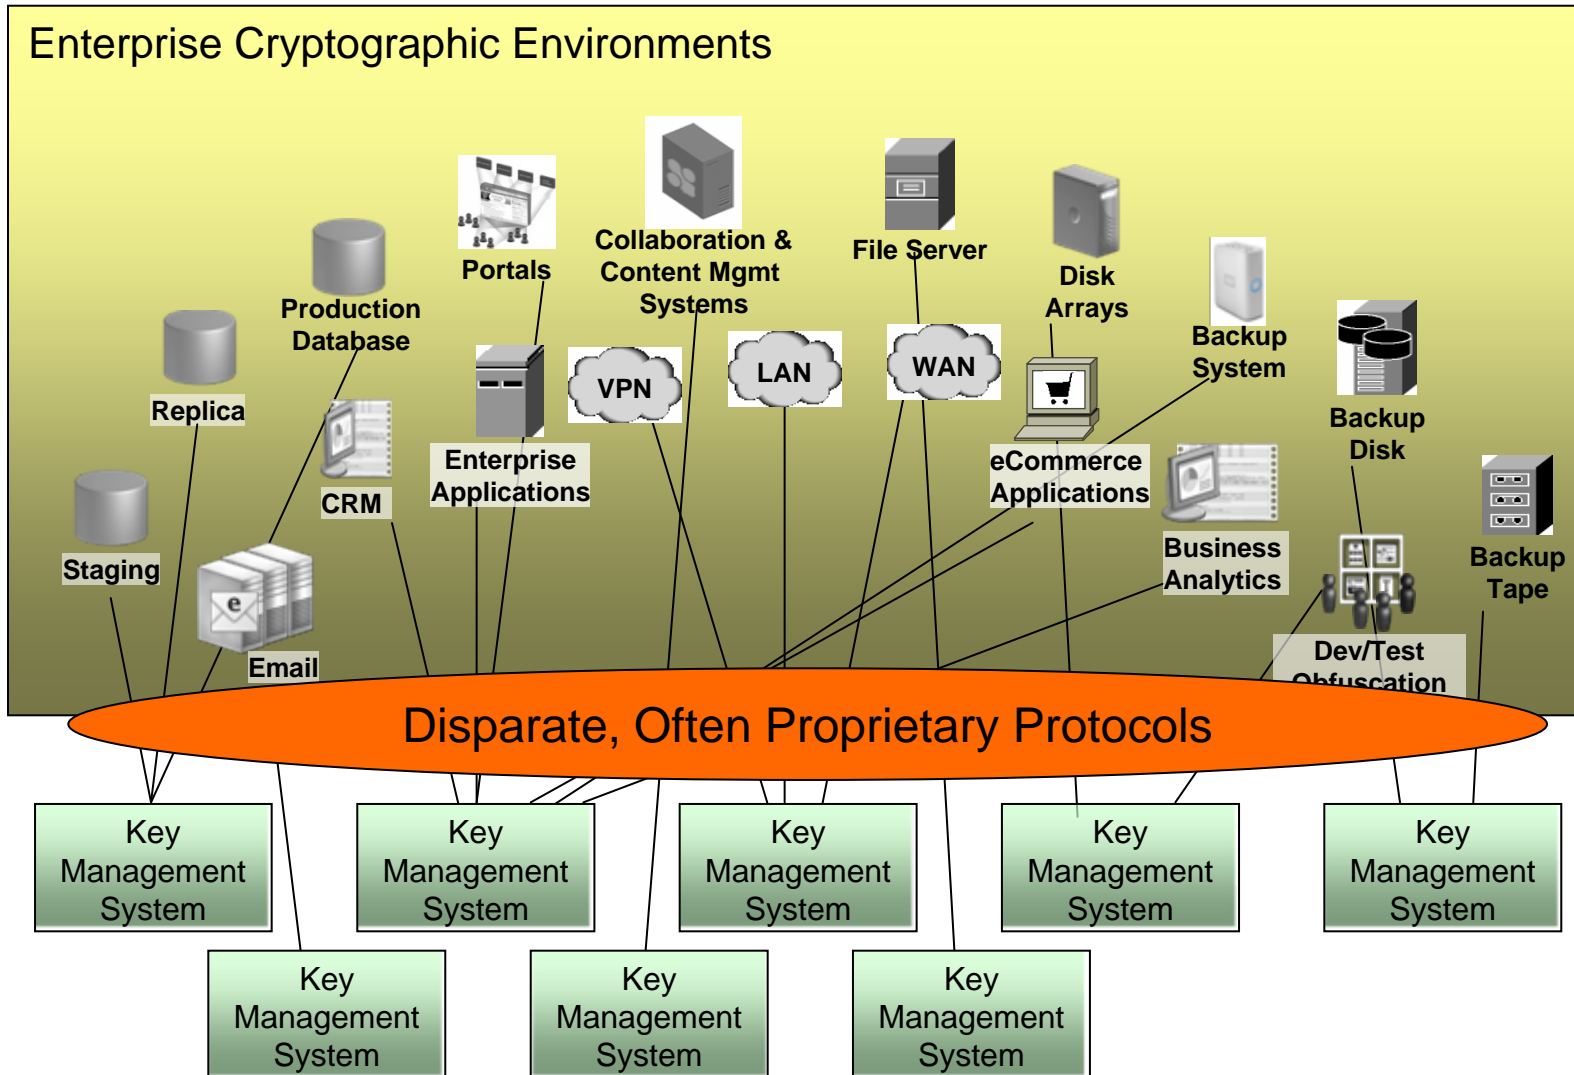 Enterprise Cryptographic Environments
Portals
Collaboration &
Content Mgmt
Systems
File Server
Disk
Arrays
Production
Database
Backup
System
Replica
VPN
LAN
WAN
Backup
Disk
CRM
Enterprise
Applications
eCommerce
Applications
Staging
e
Email
Business
Analytics
Backup
Tape
Dev/Test
Obfuscation
Disparate, Often Proprietary Protocols
Key
Management
System
Key
Management
System
Key
Management
System
Key
Management
System
Key
Management
System
Key
Management
System
Key
Management
System
Key
Management
System